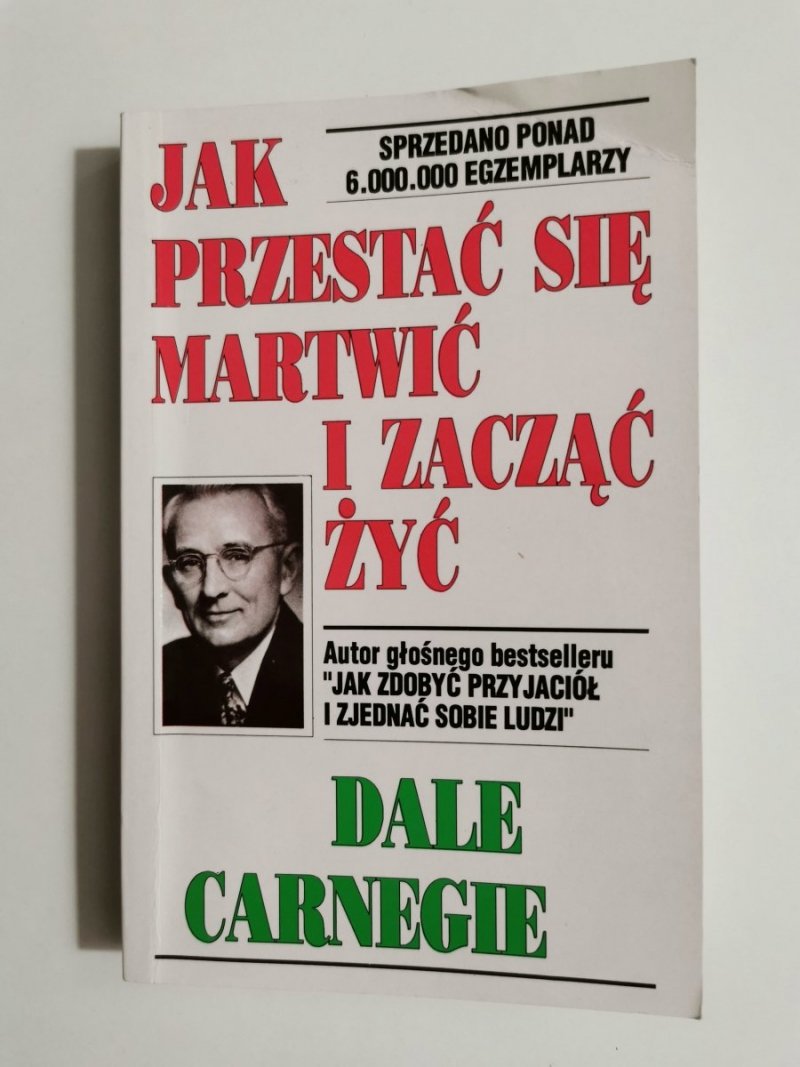 JAK
SPRZEDANO PONAD
6.000.000 EGZEMPLARZY
PRZESTAĆ SIĘ
MARTWIĆ
I ZACZĄĆ
ŻYĆ
Autor głośnego bestselleru
"JAK ZDOBYĆ PRZYJACIÓŁ
I ZJEDNAĆ SOBIE LUDZI"
DALE
CARNEGIE